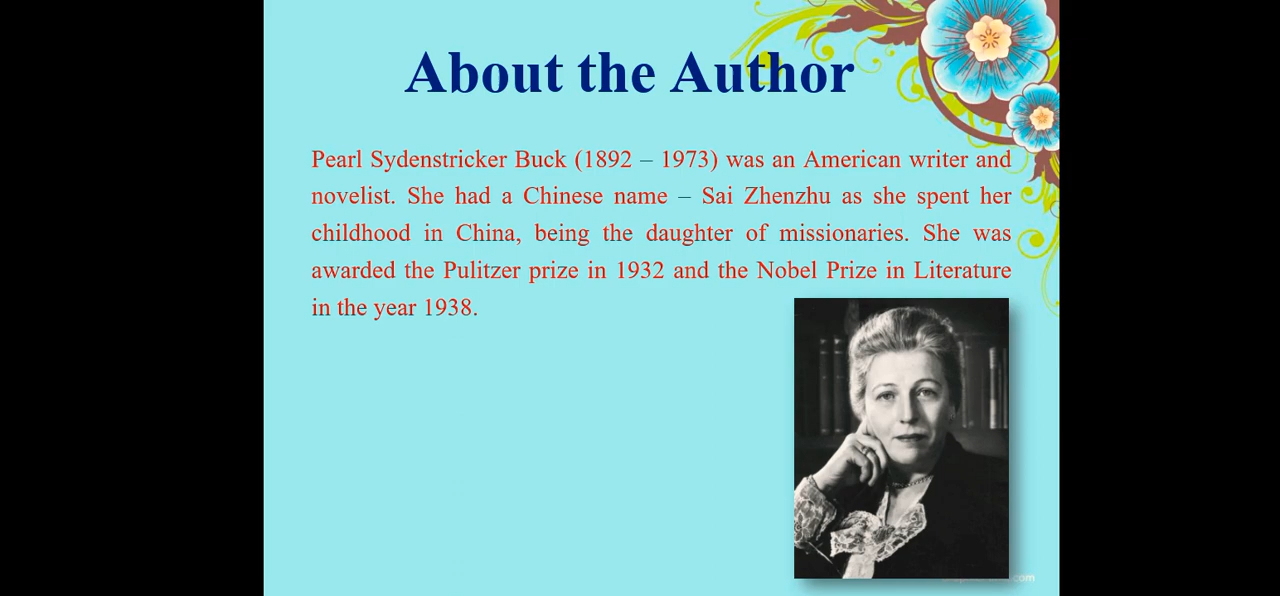 About the Author
Pearl Sydenstricker Buck (1892 – 1973) was an American writer and
novelist. She had a Chinese name – Sai Zhenzhu as she spent her
childhood in China, being the daughter of missionaries. She was
awarded the Pulitzer prize in 1932 and the Nobel Prize in Literature
in the year 1938.